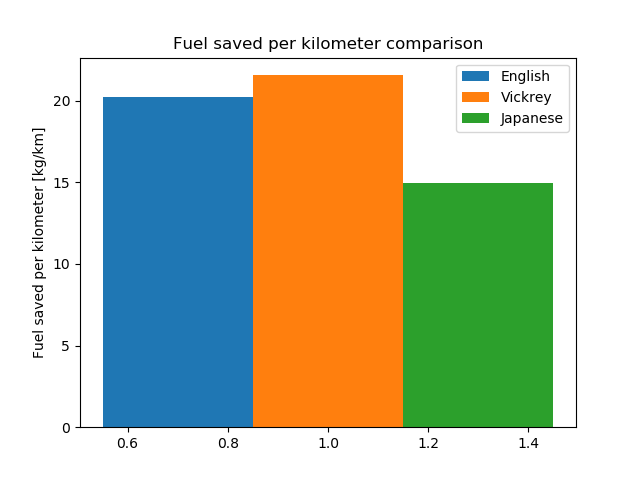 Fuel saved per kilometer comparison
English
Vickrey
Japanese
Fuel saved per kilometer [kg/km]
20
15
10
5
0
0.6 0.8 1.0 1.2 1.4